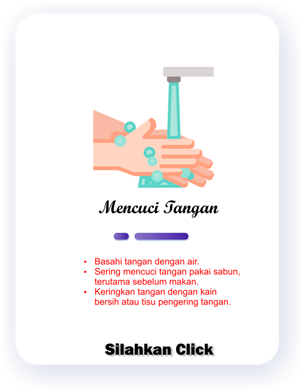 Mencuci Tangan
• Basahi tangan dengan air.
• Sering mencuci tangan pakai sabun,
terutama sebelum makan.
• Keringkan tangan dengan kain
bersih atau tisu pengering tangan.
Silahkan Click